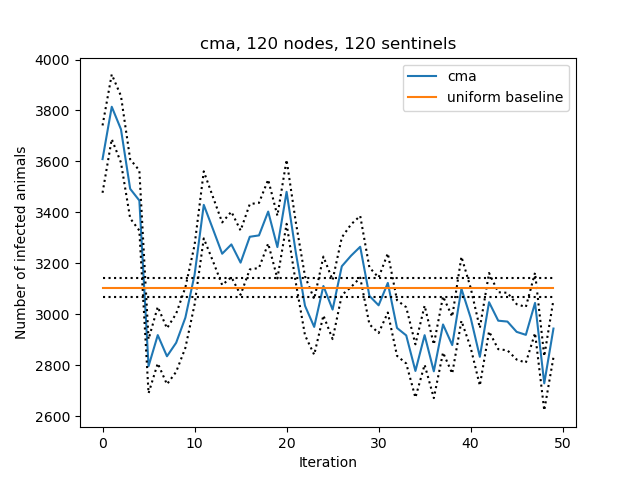 cma, 120 nodes, 120 sentinels
cma
uniform baseline
Number of infected animals
4000
3800
3600
3400
3200
3000
2800
2600
0
10
20
30
40
50
Iteration